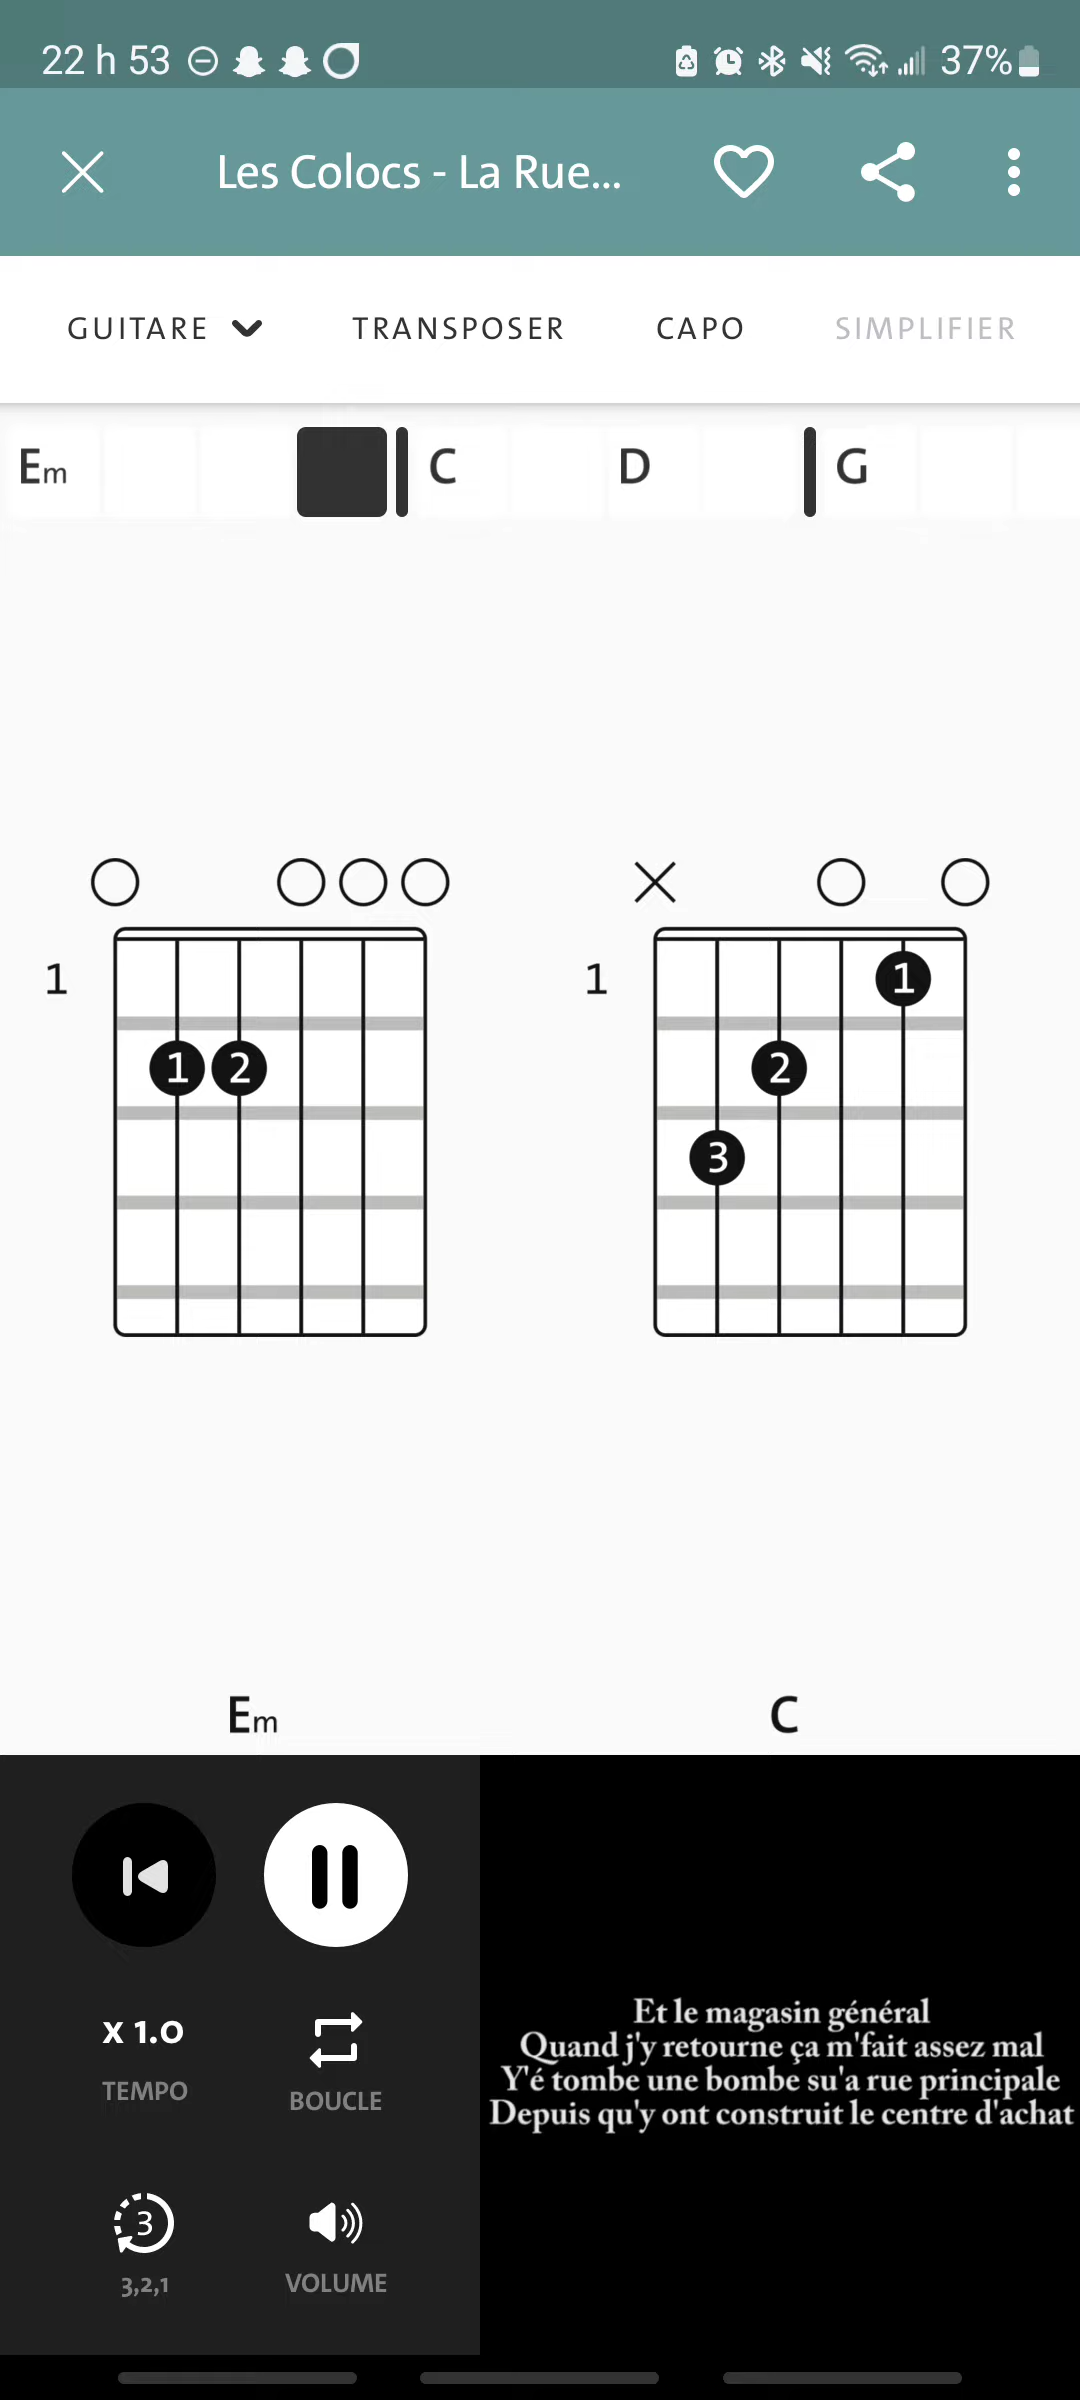 22 h 53 37%
Les Colocs - La Rue...
GUITARE TRANSPOSER CAPO SIMPLIFIER
Em C D G
1 1
1 2
1 2 3
Em C
x 1.0
TEMPO
BOUCLE
3
3,2,1
VOLUME
Et le magasin général
Quand j'y retourne ça m'fait assez mal
Y'é tombe une bombe su'a rue principale
Depuis qu'y ont construit le centre d'achat